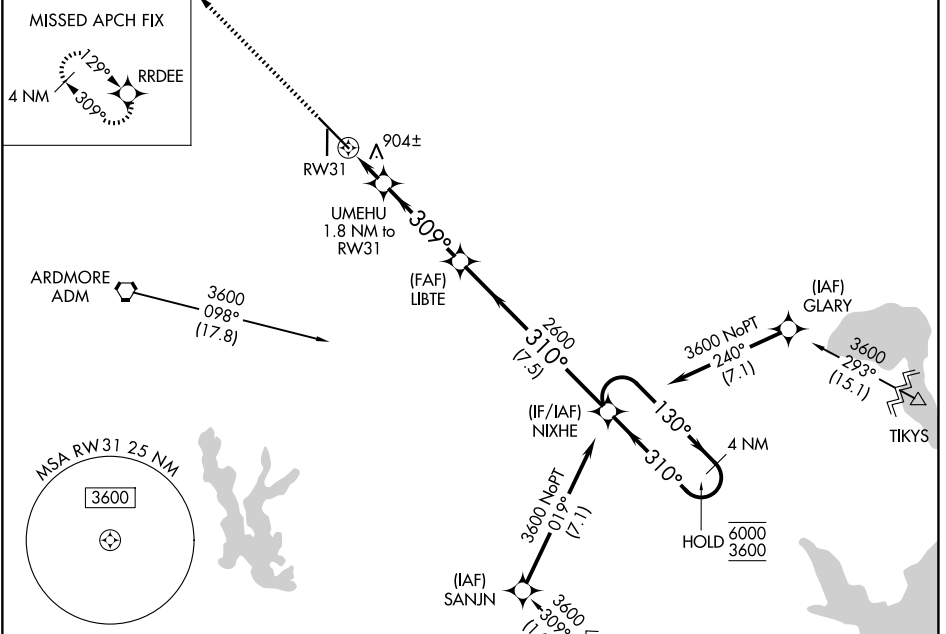 MISSED APCH FIX
129°
RRDEE
4 NM
309°
904±
RW31
UMEHU
1.8 NM to
RW31
309°
(FAF)
LIBTE
ARDMORE
ADM
3600
098°
(17.8)
2600
310°
(7.5)
(IAF)
GLARY
3600 NoPT
240°
(7.1)
3600
293°
(15.1)
TIKYS
(IF/IAF)
NIXHE
130°
4 NM
310°
HOLD
6000
3600
MSA RW31 25 NM
3600
3600 NoPT
019°
(7.1)
(IAF)
SANJN
3600
309°